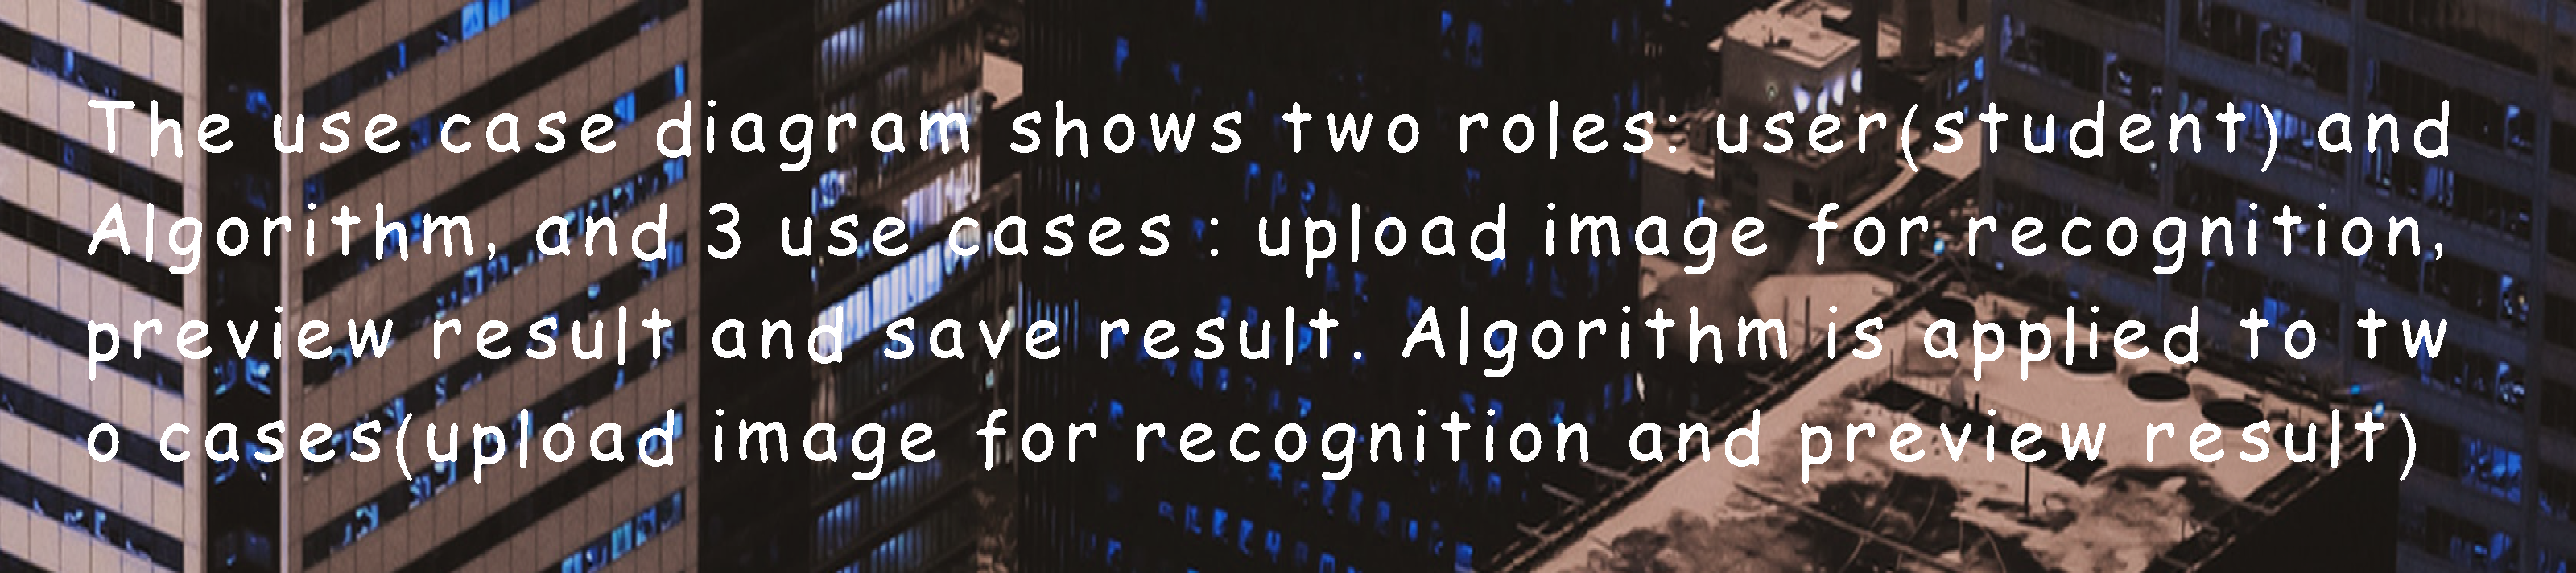 The use case diagram shows two roles: user(student) and
Algorithm, and 3 use cases : upload image for recognition,
preview result and save result. Algorithm is applied to tw
o cases(upload image for recognition and preview result)